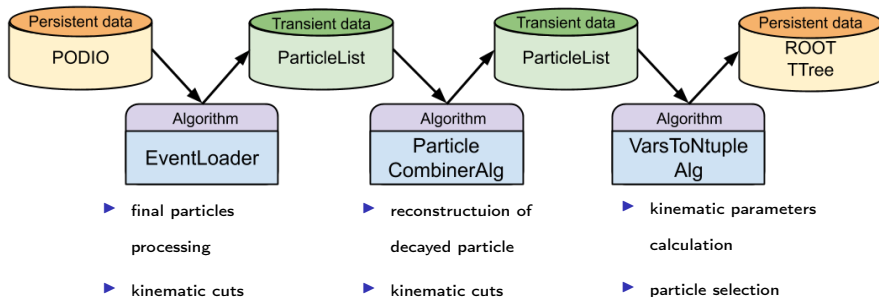 Persistent data
PODIO
Transient data
ParticleList
Transient data
ParticleList
Persistent data
ROOT
TTree
Algorithm
EventLoader
Algorithm
Particle
CombinerAlg
Algorithm
VarsToNtuple
Alg
final particles
processing
kinematic cuts
reconstructuion of
decayed particle
kinematic cuts
kinematic parameters
calculation
particle selection